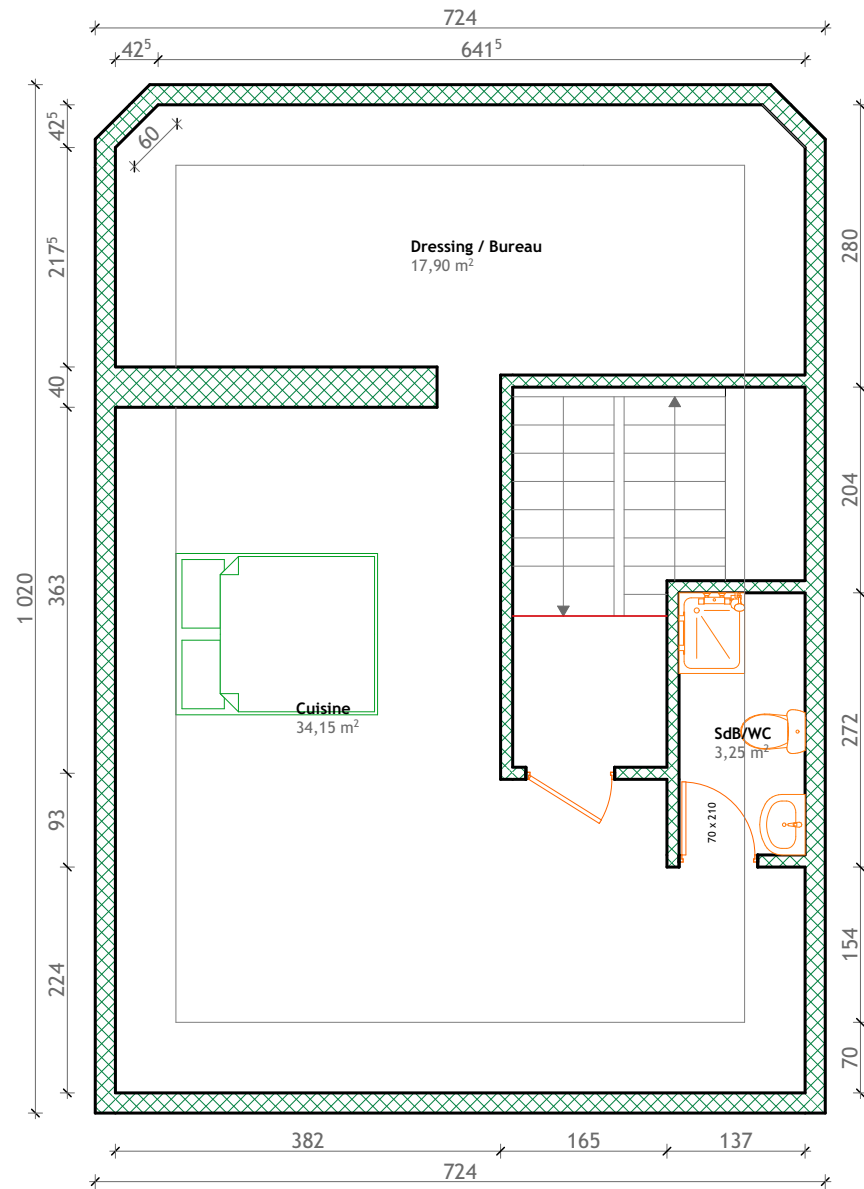 724
42⁵
641⁵
42⁵
60
217⁵
280
Dressing / Bureau
17,90 m²
40
204
363
1 020
Cuisine
34,15 m²
SdB/WC
3,25 m²
272
93
70 x 210
154
224
70
382
165
137
724